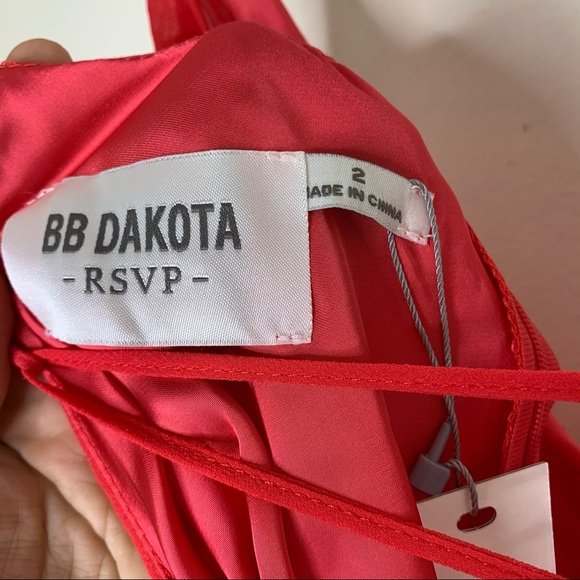 BB DAKOTA
-RSVP-
2
MADE IN CHINA